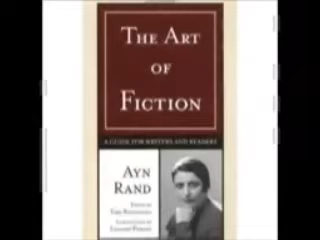 THE ART
OF
FICTION
A GUIDE FOR WRITERS AND READERS
AYN
RAND